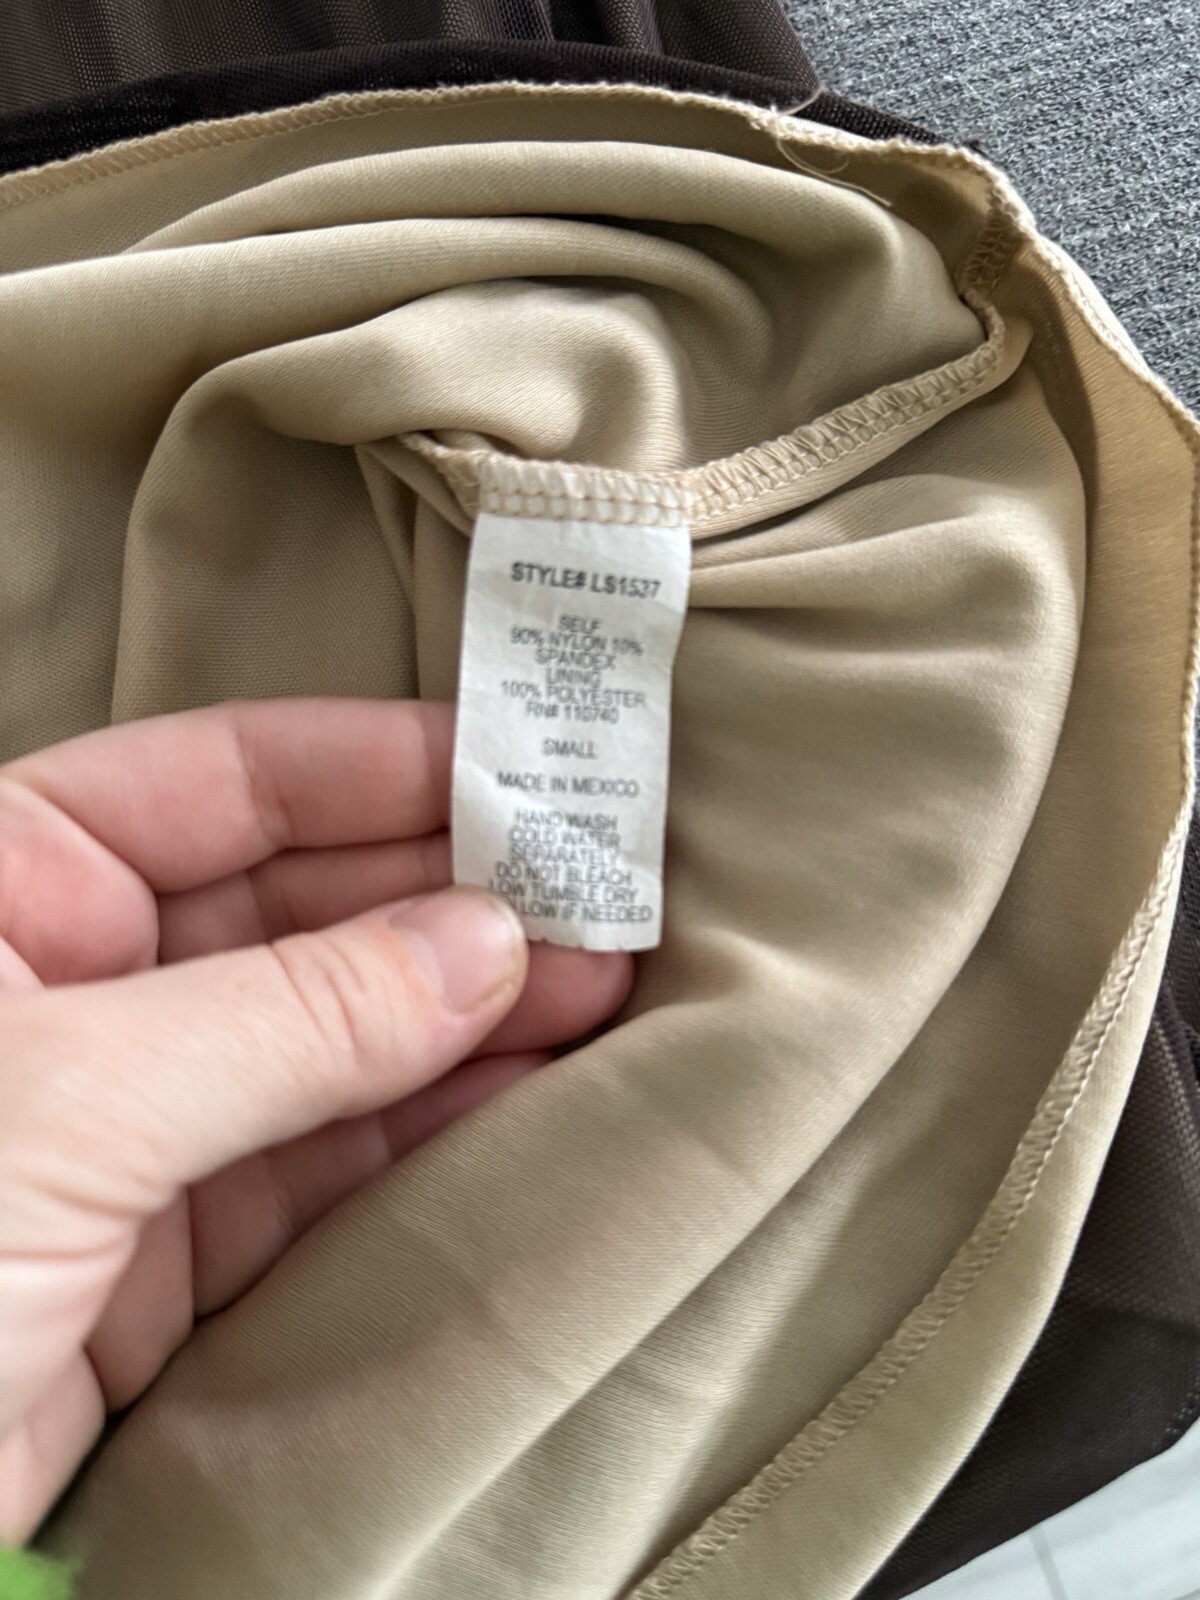 STYLE# LS1537
SELF
90% NYLON 10%
SPANDEX
LINING
100% POLYESTER
RN# 110740
SMALL
MADE IN MEXICO
HAND WASH
COLD WATER
SEPARATELY
DO NOT BLEACH
LOW TUMBLE DRY
LOW IF NEEDED